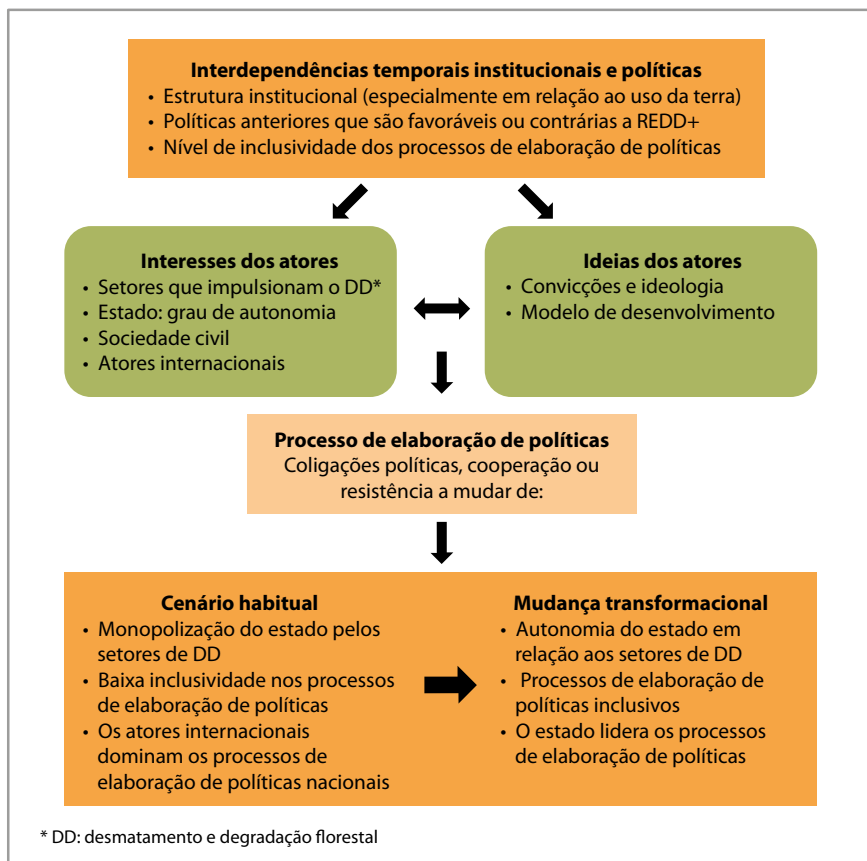 Interdependências temporais institucionais e políticas
• Estrutura institucional (especialmente em relação ao uso da terra)
• Políticas anteriores que são favoráveis ou contrárias a REDD+
• Nível de inclusividade dos processos de elaboração de políticas
Interesses dos atores
• Setores que impulsionam o DD*
• Estado: grau de autonomia
• Sociedade civil
• Atores internacionais
Ideias dos atores
• Convicções e ideologia
• Modelo de desenvolvimento
Processo de elaboração de políticas
Coligações políticas, cooperação ou
resistência a mudar de:
Cenário habitual
• Monopolização do estado pelos
setores de DD
• Baixa inclusividade nos processos
de elaboração de políticas
• Os atores internacionais
dominam os processos de
elaboração de políticas nacionais
Mudança transformacional
• Autonomia do estado em
relação aos setores de DD
• Processos de elaboração de
políticas inclusivos
• O estado lidera os processos
de elaboração de políticas
* DD: desmatamento e degradação florestal